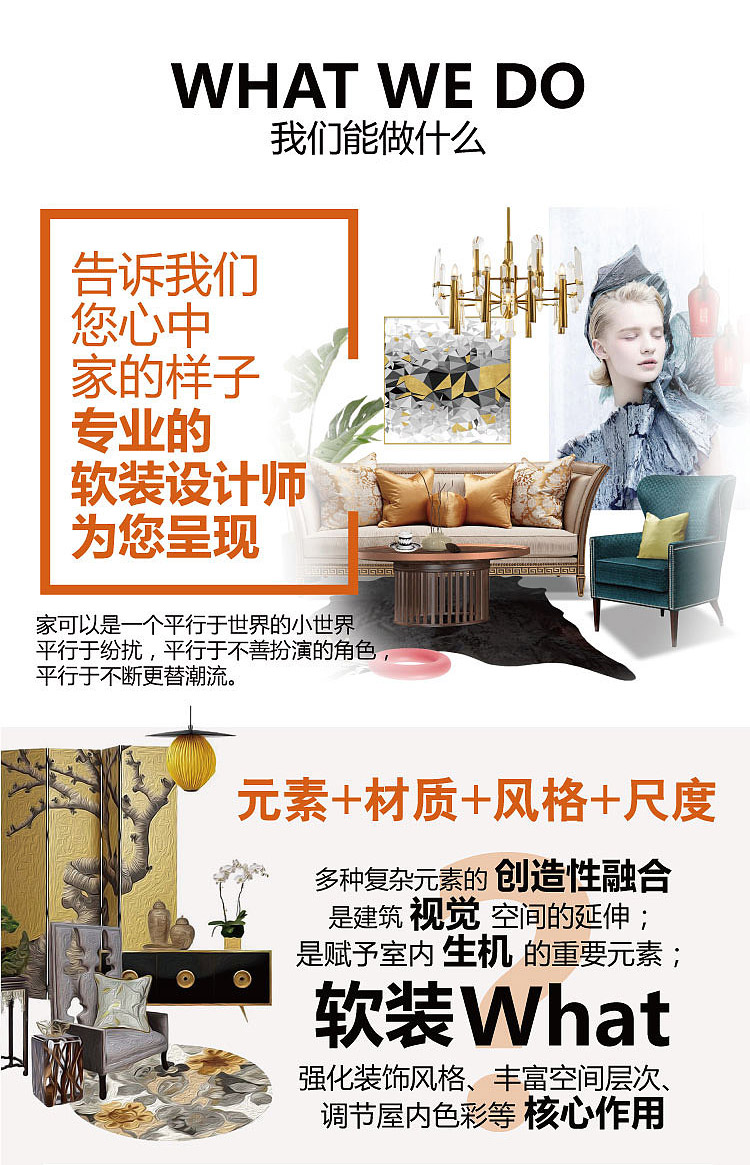 WHAT WE DO
我们能做什么
告诉我们
您心中
家的样子
专业的
软装设计师
为您呈现
家可以是一个平行于世界的小世界
平行于纷扰，平行于不善扮演的角色，
平行于不断更替潮流。
元素+材质+风格+尺度
多种复杂元素的 创造性融合
是建筑 视觉 空间的延伸；
是赋予室内 生机 的重要元素；
软装What
?
强化装饰风格、丰富空间层次、
调节屋内色彩等 核心作用